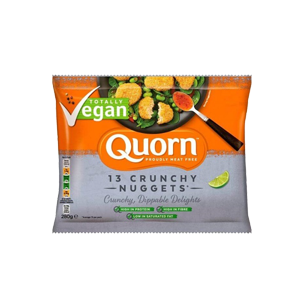 TOTALLY
Vegan
Quorn
PROUDLY MEAT FREE
13 CRUNCHY
NUGGETS
Crunchy, Dippable Delights
HIGH IN PROTEIN
HIGH IN FIBRE
LOW IN SATURATED FAT
280g e